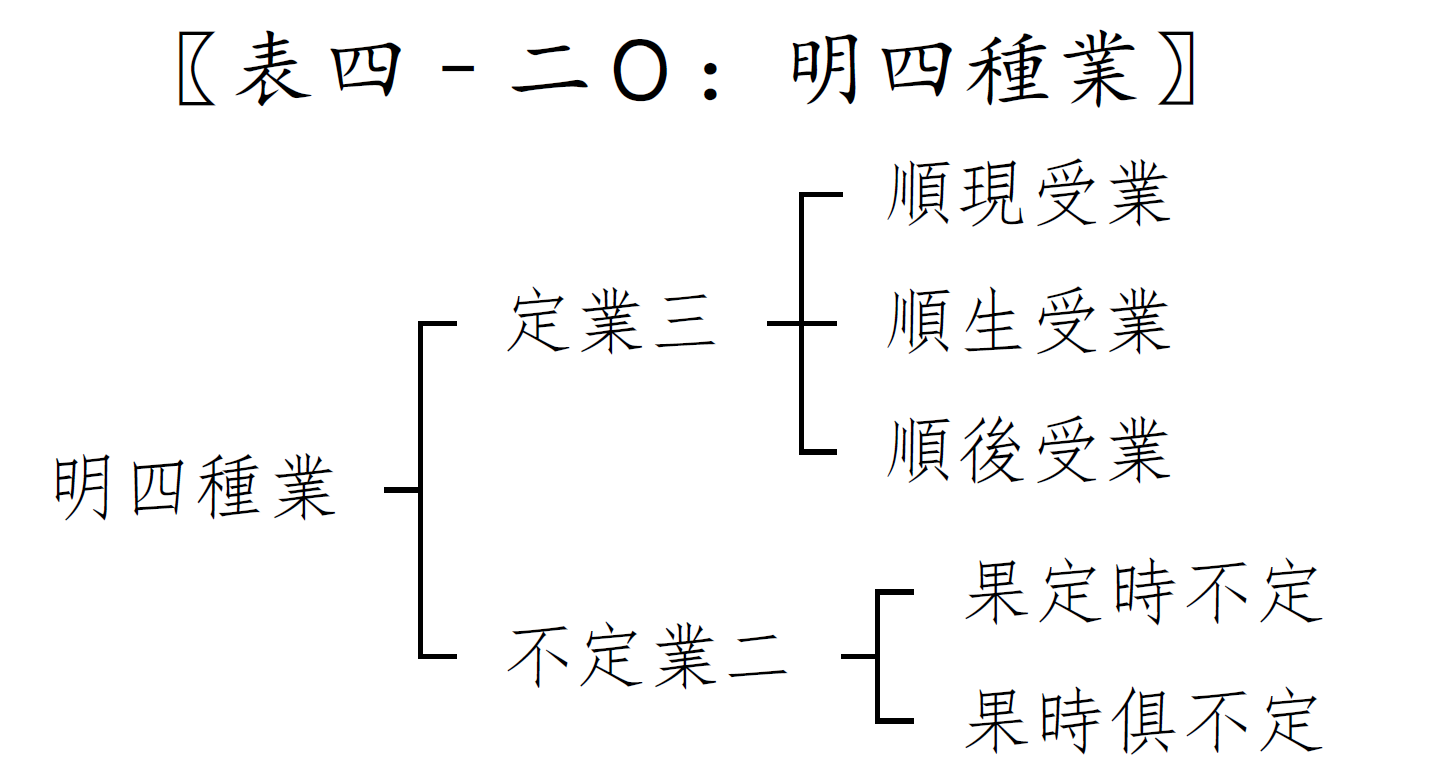 〖表四-二○：明四種業〗
順現受業
定業三
順生受業
順後受業
明四種業
果定時不定
不定業二
果時俱不定